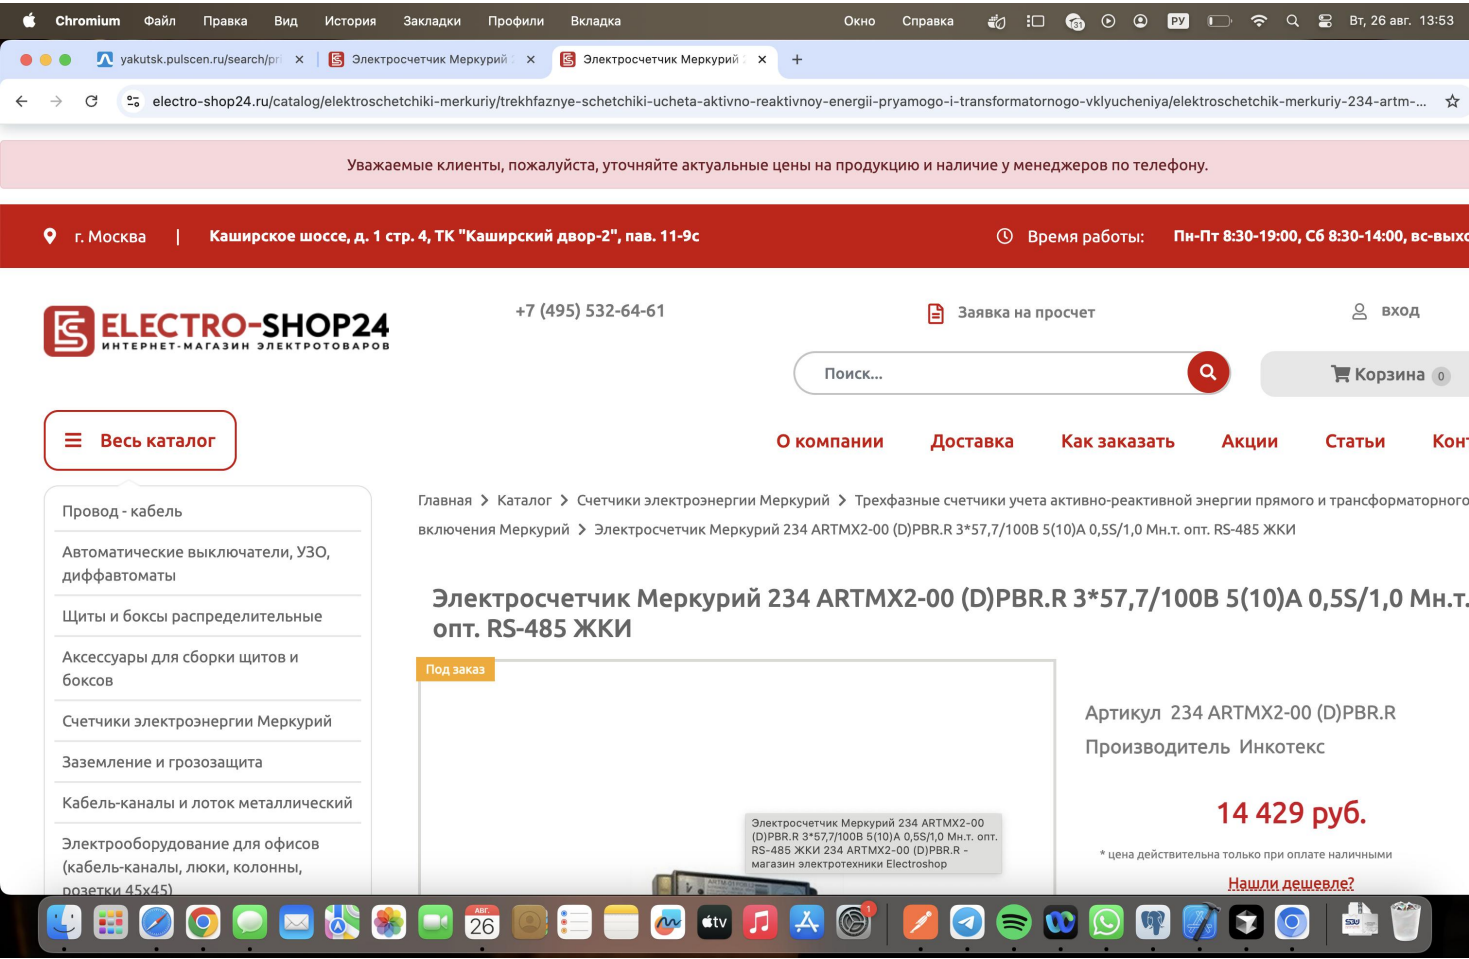 Chromium Файл Правка Вид История Закладки Профили Вкладка Окно Справка РУ Вт, 26 авг. 13:53
yakutsk.pulscen.ru/search/pri Электросчетчик Меркурий Электросчетчик Меркурий
electro-shop24.ru/catalog/elektroschetchiki-merkuriy/trekhfaznye-schetchiki-ucheta-aktivno-reaktivnoy-energii-pryamogo-i-transformatornogo-vklyucheniya/elektroschetchik-merkuriy-234-artm-...
Уважаемые клиенты, пожалуйста, уточняйте актуальные цены на продукцию и наличие у менеджеров по телефону.
г. Москва | Каширское шоссе, д. 1 стр. 4, ТК "Каширский двор-2", пав. 11-9с Время работы: Пн-Пт 8:30-19:00, Сб 8:30-14:00, вс-вых
ELECTRO-SHOP24
ИНТЕРНЕТ-МАГАЗИН ЭЛЕКТРОТОВАРОВ
+7 (495) 532-64-61 Заявка на просчет вход
Поиск... Корзина 0
Весь каталог О компании Доставка Как заказать Акции Статьи Кон
Главная > Каталог > Счетчики электроэнергии Меркурий > Трехфазные счетчики учета активно-реактивной энергии прямого и трансформаторного
включения Меркурий > Электросчетчик Меркурий 234 ARTMX2-00 (D)PBR.R 3*57,7/100В 5(10)А 0,5S/1,0 Мн.т. опт. RS-485 ЖКИ
Провод - кабель
Автоматические выключатели, УЗО,
диффавтоматы
Щиты и боксы распределительные
Аксессуары для сборки щитов и
боксов
Счетчики электроэнергии Меркурий
Заземление и грозозащита
Кабель-каналы и лоток металлический
Электрооборудование для офисов
(кабель-каналы, люки, колонны,
розетки 45х45)
Электросчетчик Меркурий 234 ARTMX2-00 (D)PBR.R 3*57,7/100В 5(10)А 0,5S/1,0 Мн.т.
опт. RS-485 ЖКИ
Под заказ
Артикул 234 ARTMX2-00 (D)PBR.R
Производитель Инкотекс
14 429 руб.
* цена действительна только при оплате наличными
Нашли дешевле?
Электросчетчик Меркурий 234 ARTMX2-00
(D)PBR.R 3*57,7/100В 5(10)А 0,5S/1,0 Мн.т. опт.
RS-485 ЖКИ 234 ARTMX2-00 (D)PBR.R -
магазин электротехники Electroshop
АВГ.
26
tv
1